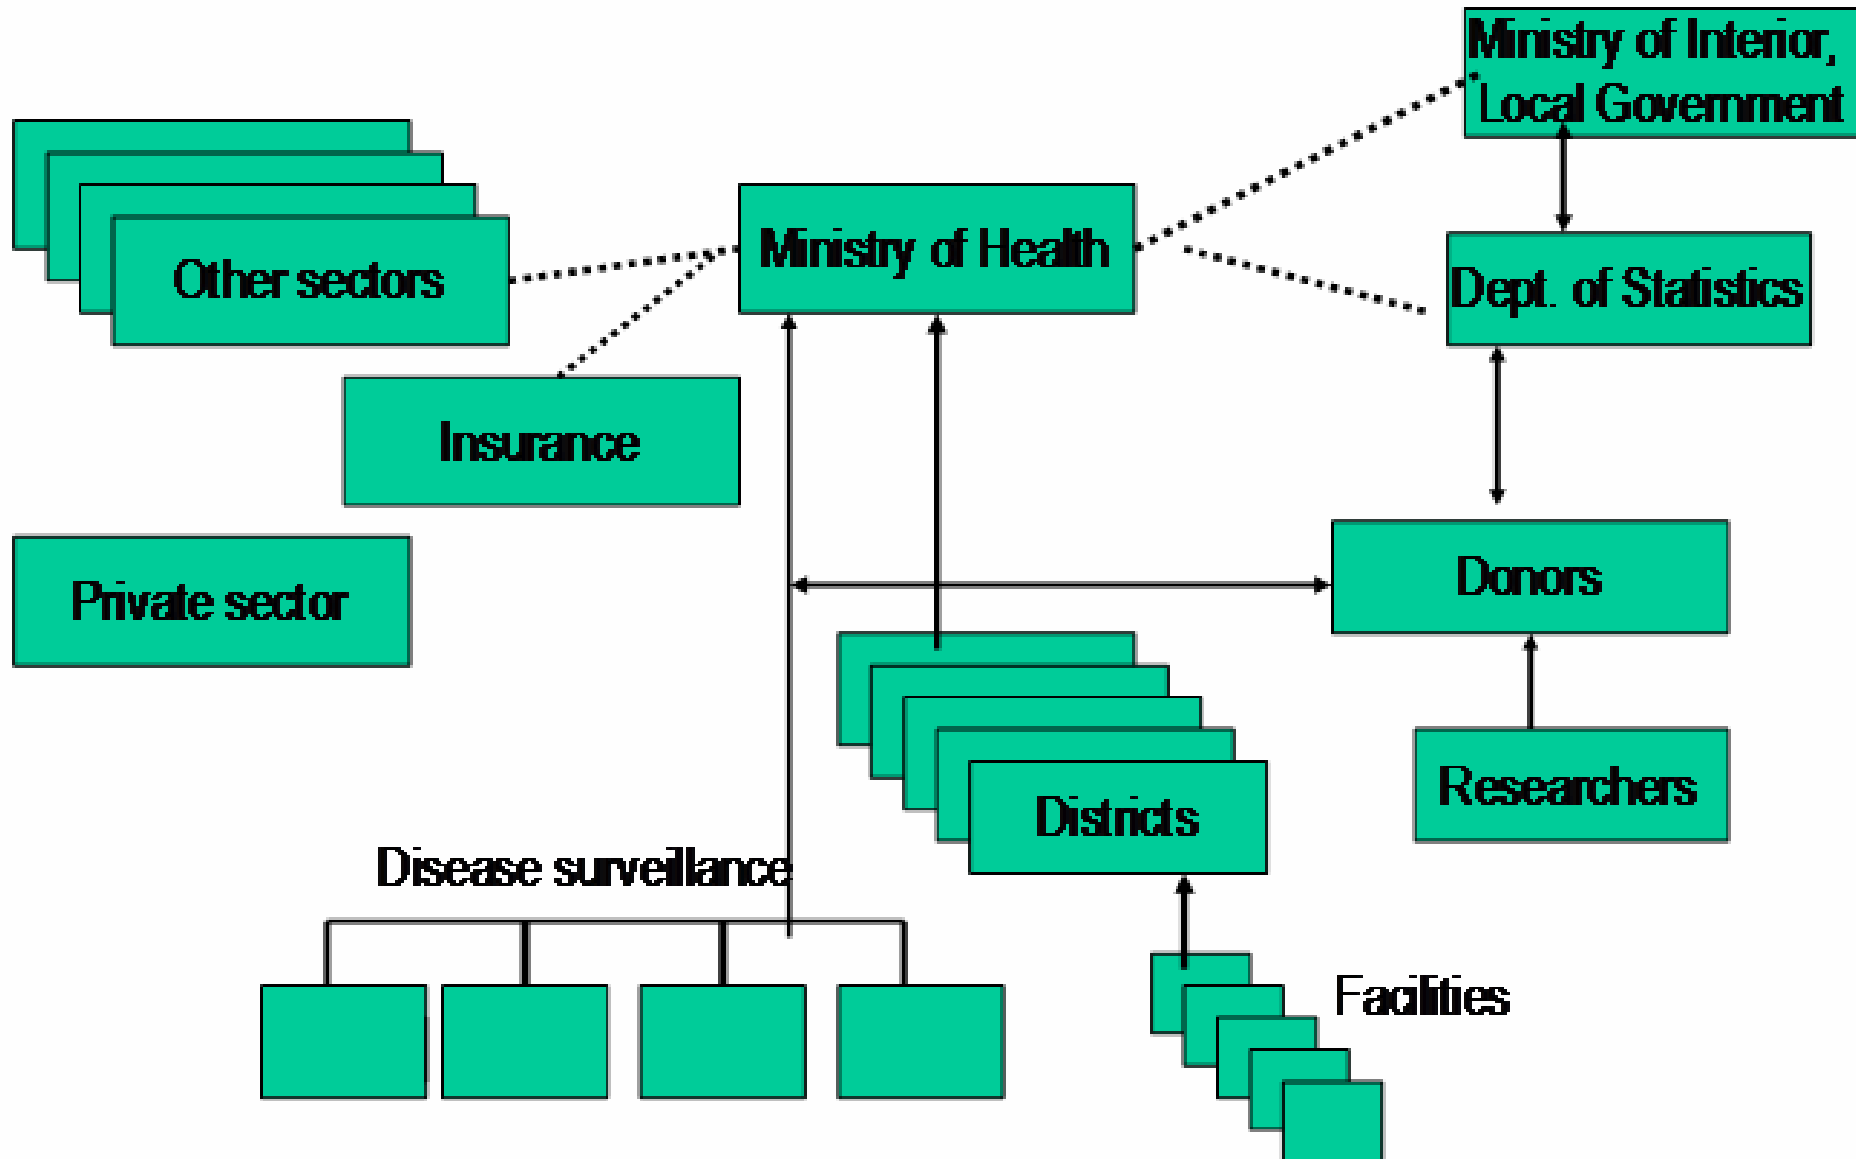 Ministry of Interior,
Local Government
Other sectors
Ministry of Health
Dept. of Statistics
Insurance
Private sector
Donors
Districts
Researchers
Disease surveillance
Facilities